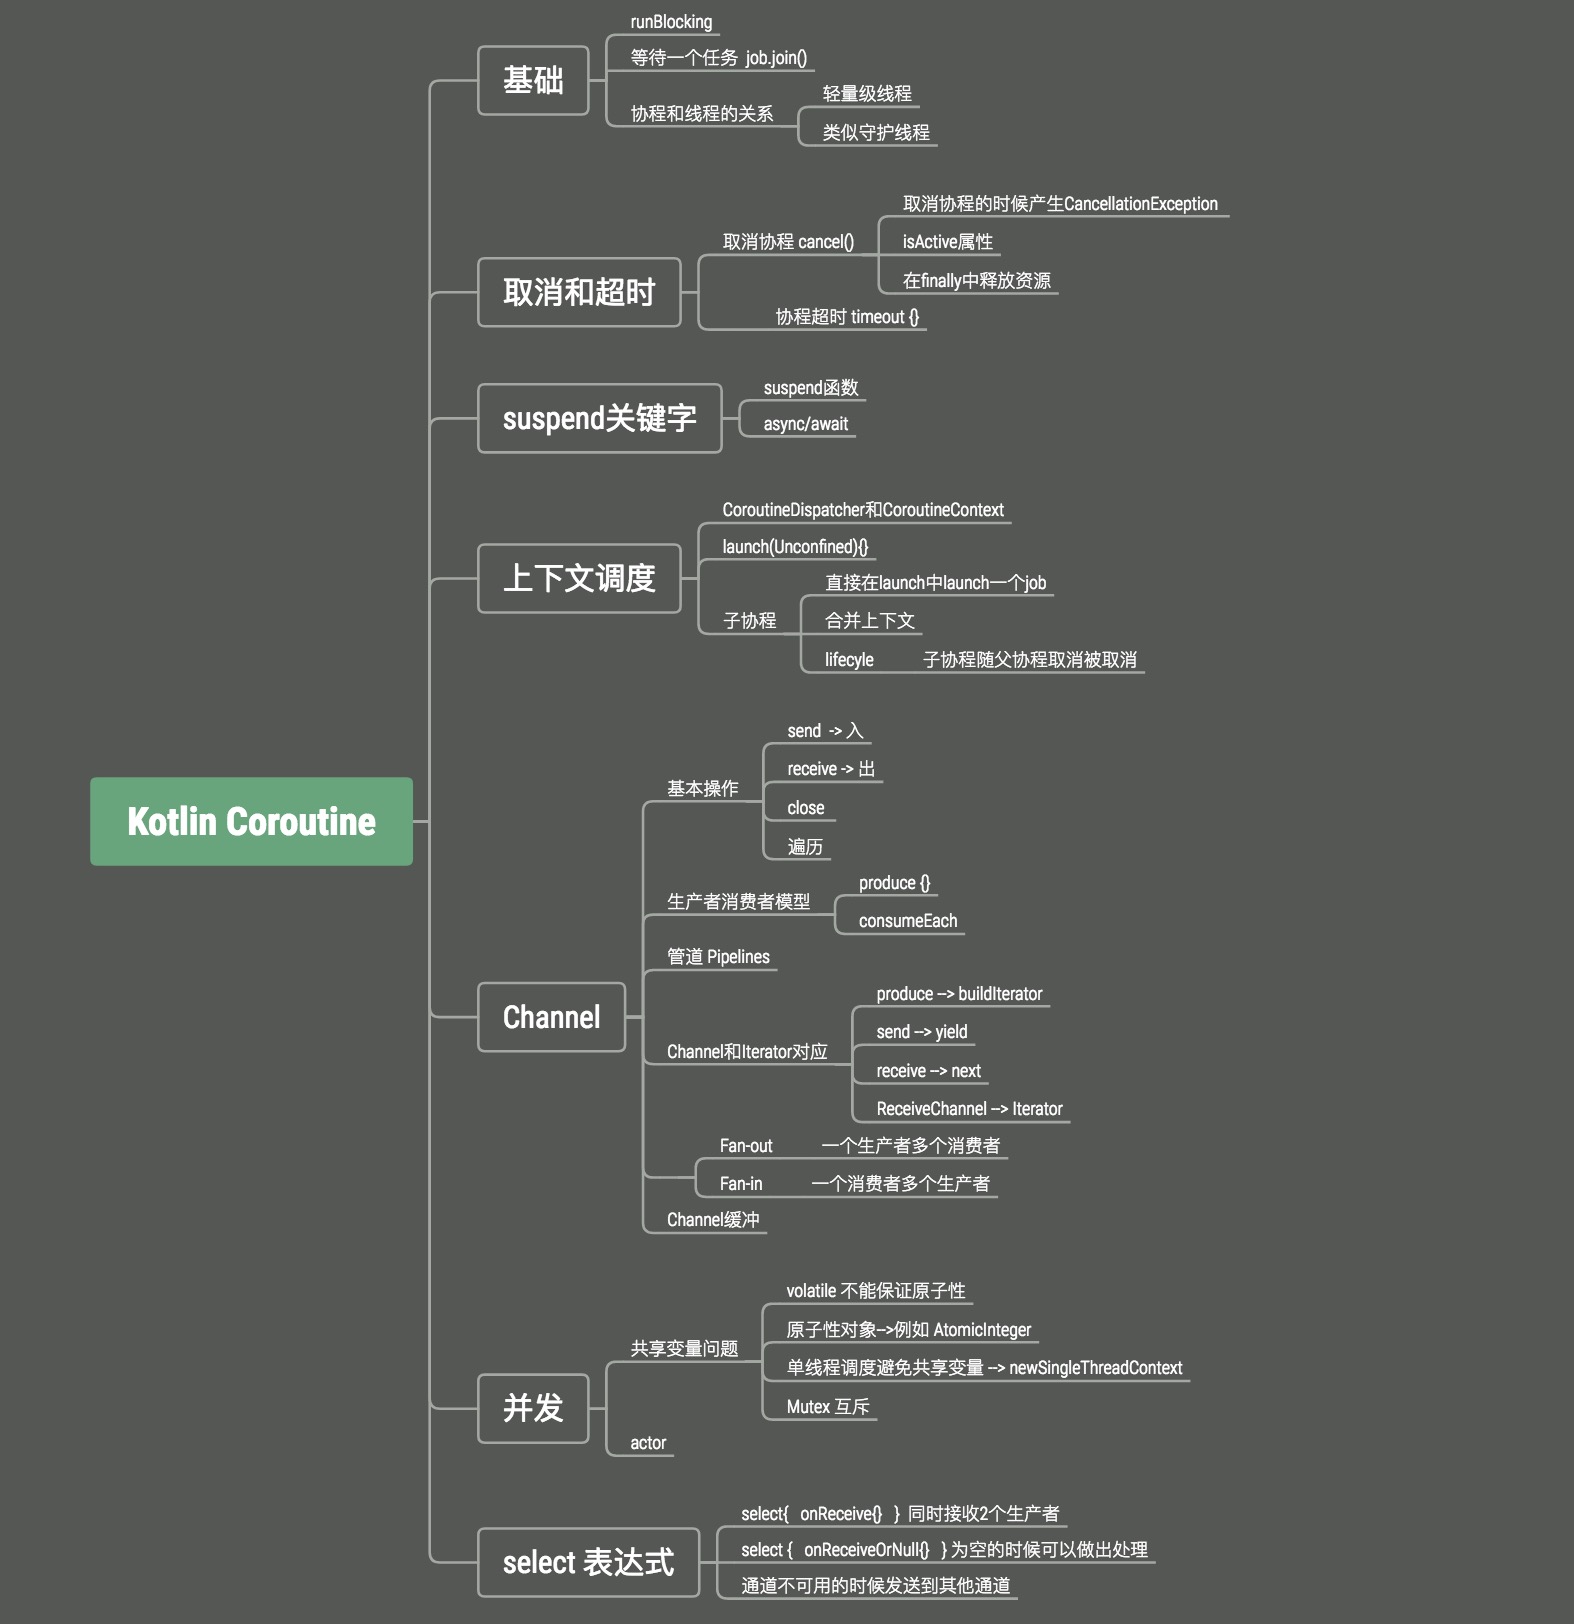 Kotlin Coroutine
基础
runBlocking
等待一个任务 job.join()
协程和线程的关系
轻量级线程
类似守护线程
取消和超时
取消协程 cancel()
取消协程的时候产生CancellationException
isActive属性
在finally中释放资源
协程超时 timeout {}
suspend关键字
suspend函数
async/await
上下文调度
CoroutineDispatcher和CoroutineContext
launch(Unconfined){}
子协程
直接在launch中launch一个job
合并上下文
lifecyle 子协程随父协程取消被取消
Channel
基本操作
send -> 入
receive -> 出
close
遍历
生产者消费者模型
produce {}
consumeEach
管道 Pipelines
Channel和Iterator对应
produce --> buildIterator
send --> yield
receive --> next
ReceiveChannel --> Iterator
Fan-out 一个生产者多个消费者
Fan-in 一个消费者多个生产者
Channel缓冲
并发
共享变量问题
volatile 不能保证原子性
原子性对象-->例如 AtomicInteger
单线程调度避免共享变量 --> newSingleThreadContext
Mutex 互斥
actor
select 表达式
select{ onReceive{} } 同时接收2个生产者
select { onReceiveOrNull{} } 为空的时候可以做出处理
通道不可用的时候发送到其他通道